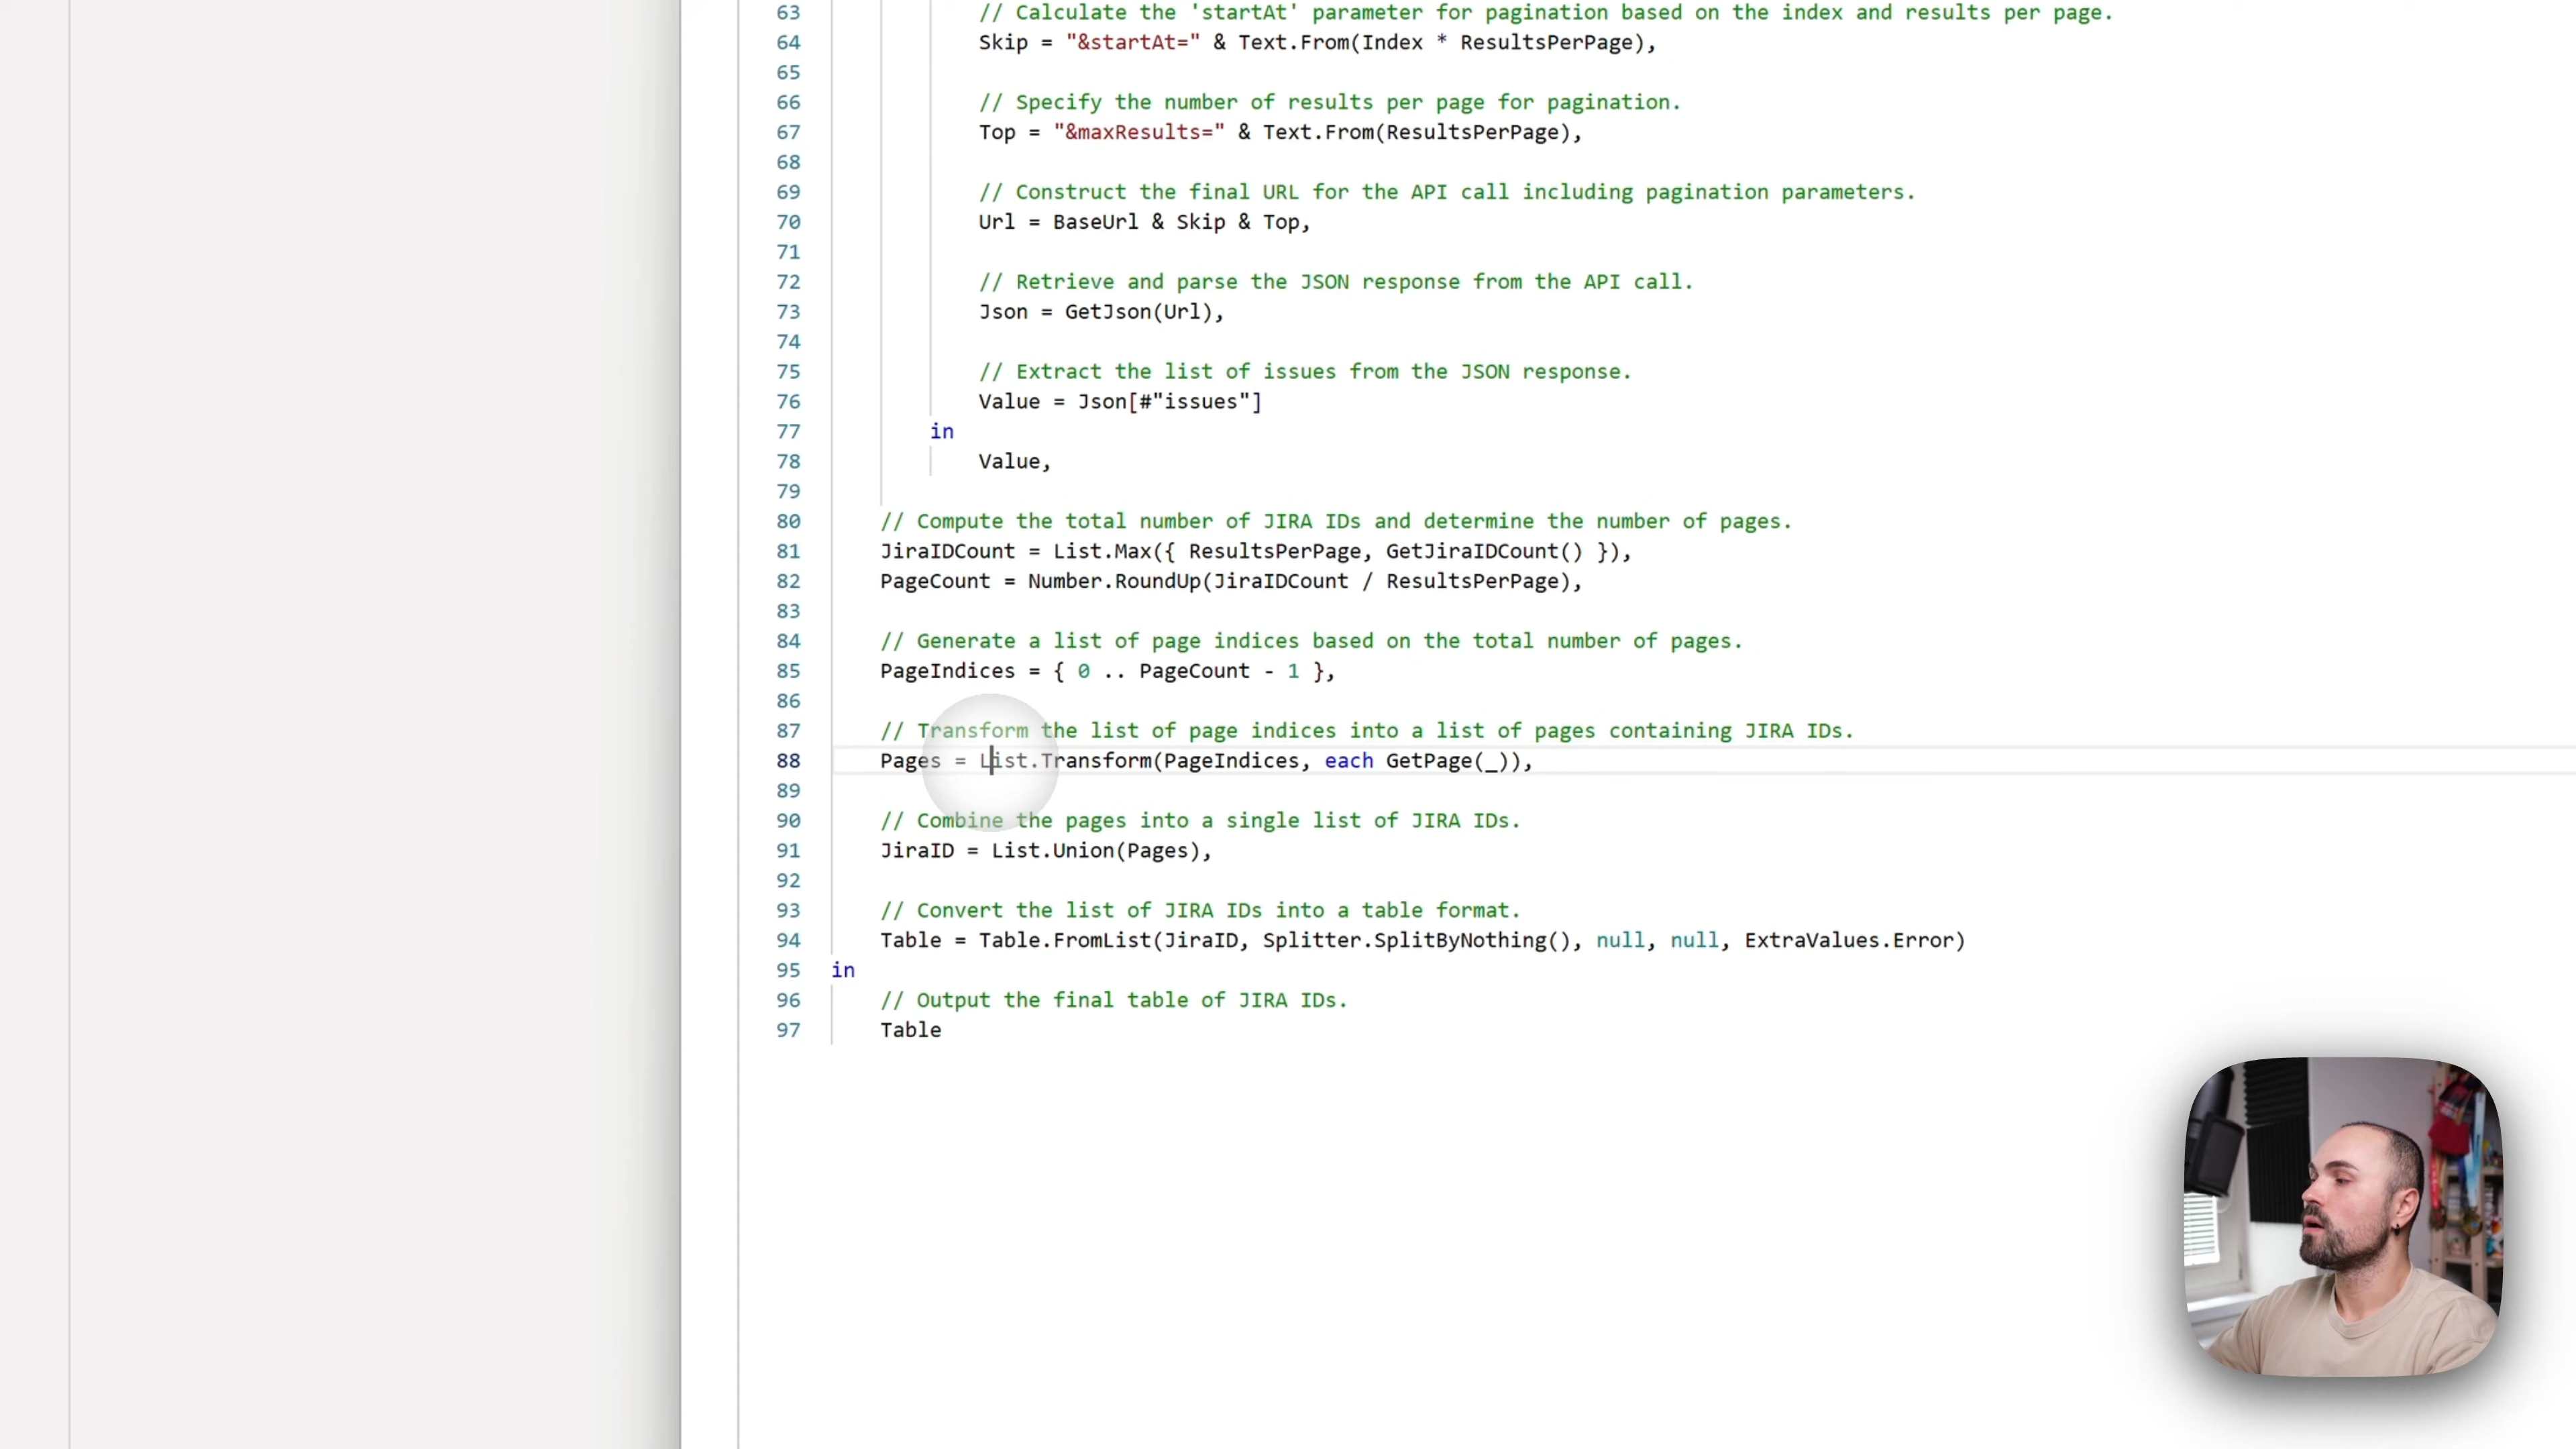 63 // Calculate the 'startAt' parameter for pagination based on the index and results per page.
64 Skip = "&startAt=" & Text.From(Index * ResultsPerPage),
65
66 // Specify the number of results per page for pagination.
67 Top = "&maxResults=" & Text.From(ResultsPerPage),
68
69 // Construct the final URL for the API call including pagination parameters.
70 Url = BaseUrl & Skip & Top,
71
72 // Retrieve and parse the JSON response from the API call.
73 Json = GetJson(Url),
74
75 // Extract the list of issues from the JSON response.
76 Value = Json[#"issues"]
77 in
78 Value,
79
80 // Compute the total number of JIRA IDs and determine the number of pages.
81 JiraIDCount = List.Max({ ResultsPerPage, GetJiraIDCount() }),
82 PageCount = Number.RoundUp(JiraIDCount / ResultsPerPage),
83
84 // Generate a list of page indices based on the total number of pages.
85 PageIndices = { 0 .. PageCount - 1 },
86
87 // Transform the list of page indices into a list of pages containing JIRA IDs.
88 Pages = List.Transform(PageIndices, each GetPage(_)),
89
90 // Combine the pages into a single list of JIRA IDs.
91 JiraID = List.Union(Pages),
92
93 // Convert the list of JIRA IDs into a table format.
94 Table = Table.FromList(JiraID, Splitter.SplitByNothing(), null, null, ExtraValues.Error)
95 in
96 // Output the final table of JIRA IDs.
97 Table